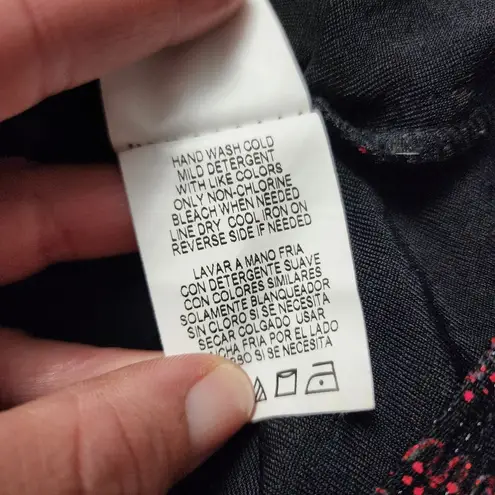 HAND WASH COLD
MILD DETERGENT
WITH LIKE COLORS
ONLY NON-CHLORINE
BLEACH WHEN NEEDED
LINE DRY COOL IRON ON
REVERSE SIDE IF NEEDED
LAVAR A MANO FRIA
CON DETERGENTE SUAVE
CON COLORES SIMILARES
SOLAMENTE BLANQUEADOR
SIN CLORO SI SE NECESITA
SECAR COLGADO USAR
FRIA POR EL LADO
SI SE NECESITA